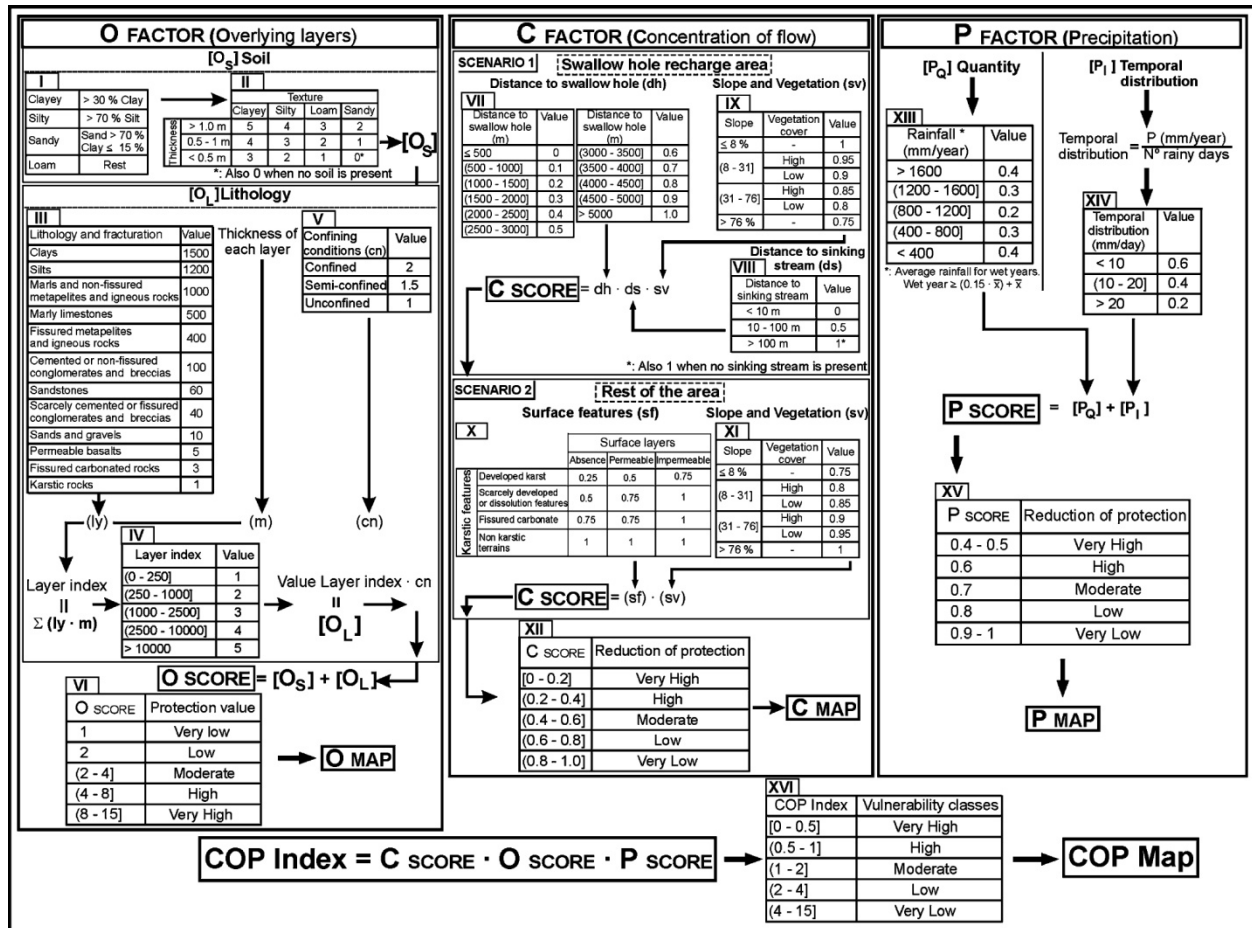 O FACTOR (Overlying layers)
[OS] Soil
I
Clayey > 30 % Clay
Silty > 70 % Silt
Sandy Sand > 70 % Clay ≤ 15 %
Loam Rest
II
Texture
Clayey Silty Loam Sandy
Thickness
> 1.0 m 5 4 3 2
0.5 - 1 m 4 3 2 1
< 0.5 m 3 2 1 0*
*: Also 0 when no soil is present
[OS]
[OL] Lithology
III
Lithology and fracturation Value
Clays 1500
Silts 1200
Marls and non-fissured metapelites and igneous rocks 1000
Marly limestones 500
Fissured metapelites and igneous rocks 400
Cemented or non-fissured conglomerates and breccias 100
Sandstones 60
Scarcely cemented or fissured conglomerates and breccias 40
Sands and gravels 10
Permeable basalts 5
Fissured carbonated rocks 3
Karstic rocks 1
Thickness of
each layer
V
Confining conditions (cn) Value
Confined 2
Semi-confined 1.5
Unconfined 1
(ly) (m) (cn)
Layer index
II
Σ (ly · m)
IV
Layer index Value
(0 - 250] 1
(250 - 1000] 2
(1000 - 2500] 3
(2500 - 10000] 4
> 10000 5
Value Layer index · cn
II
[OL]
O SCORE = [OS] + [OL]
VI
O SCORE Protection value
1 Very low
2 Low
(2 - 4] Moderate
(4 - 8] High
(8 - 15] Very High
O MAP
C FACTOR (Concentration of flow)
SCENARIO 1
Swallow hole recharge area
Distance to swallow hole (dh)
VII
Distance to swallow hole (m) Value Distance to swallow hole (m) Value
≤ 500 0 (3000 - 3500] 0.6
(500 - 1000] 0.1 (3500 - 4000] 0.7
(1000 - 1500] 0.2 (4000 - 4500] 0.8
(1500 - 2000] 0.3 (4500 - 5000] 0.9
(2000 - 2500] 0.4 > 5000 1.0
(2500 - 3000] 0.5
Slope and Vegetation (sv)
IX
Slope Vegetation cover Value
≤ 8 % - 1
(8 - 31] High 0.95
Low 0.9
(31 - 76] High 0.85
Low 0.8
> 76 % - 0.75
Distance to sinking
stream (ds)
VIII
Distance to sinking stream Value
< 10 m 0
10 - 100 m 0.5
> 100 m 1*
*: Also 1 when no sinking stream is present
C SCORE = dh · ds · sv
SCENARIO 2
Rest of the area
Surface features (sf)
X
Surface layers
Absence Permeable Impermeable
Karstic features
Developed karst 0.25 0.5 0.75
Scarcely developed or dissolution features 0.5 0.75 1
Fissured carbonate 0.75 0.75 1
Non karstic terrains 1 1 1
Slope and Vegetation (sv)
XI
Slope Vegetation cover Value
≤ 8 % - 0.75
(8 - 31] High 0.8
Low 0.85
(31 - 76] High 0.9
Low 0.95
> 76 % - 1
C SCORE = (sf) · (sv)
XII
C SCORE Reduction of protection
[0 - 0.2] Very High
(0.2 - 0.4] High
(0.4 - 0.6] Moderate
(0.6 - 0.8] Low
(0.8 - 1.0] Very Low
C MAP
P FACTOR (Precipitation)
[PQ] Quantity
XIII
Rainfall * (mm/year) Value
> 1600 0.4
(1200 - 1600] 0.3
(800 - 1200] 0.2
(400 - 800] 0.3
< 400 0.4
*: Average rainfall for wet years.
Wet year ≥ (0.15 · x̄) + x̄
[PI] Temporal
distribution
Temporal distribution = P (mm/year) / Nº rainy days
XIV
Temporal distribution (mm/day) Value
< 10 0.6
(10 - 20] 0.4
> 20 0.2
P SCORE = [PQ] + [PI]
XV
P SCORE Reduction of protection
0.4 - 0.5 Very High
0.6 High
0.7 Moderate
0.8 Low
0.9 - 1 Very Low
P MAP
COP Index = C SCORE · O SCORE · P SCORE
XVI
COP Index Vulnerability classes
[0 - 0.5] Very High
(0.5 - 1] High
(1 - 2] Moderate
(2 - 4] Low
(4 - 15] Very Low
COP Map